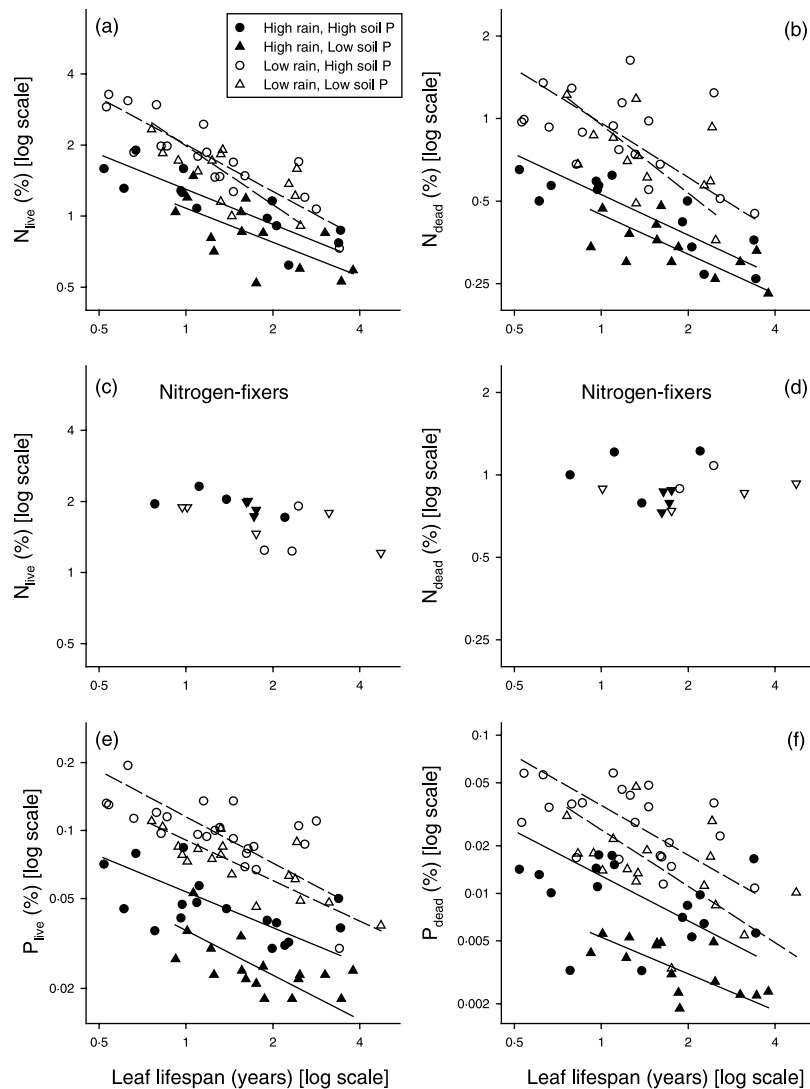 (a)
High rain, High soil P
High rain, Low soil P
Low rain, High soil P
Low rain, Low soil P
N live (%) [log scale]
4
2
1
0·5
0·5 1 2 4
(b)
N dead (%) [log scale]
2
1
0·5
0·25
0·5 1 2 4
(c)
Nitrogen-fixers
N live (%) [log scale]
4
2
1
0·5
0·5 1 2 4
(d)
Nitrogen-fixers
N dead (%) [log scale]
2
1
0·5
0·25
0·5 1 2 4
(e)
P live (%) [log scale]
0·2
0·1
0·05
0·02
0·5 1 2 4
Leaf lifespan (years) [log scale]
(f)
P dead (%) [log scale]
0·1
0·05
0·02
0·01
0·005
0·002
0·5 1 2 4
Leaf lifespan (years) [log scale]